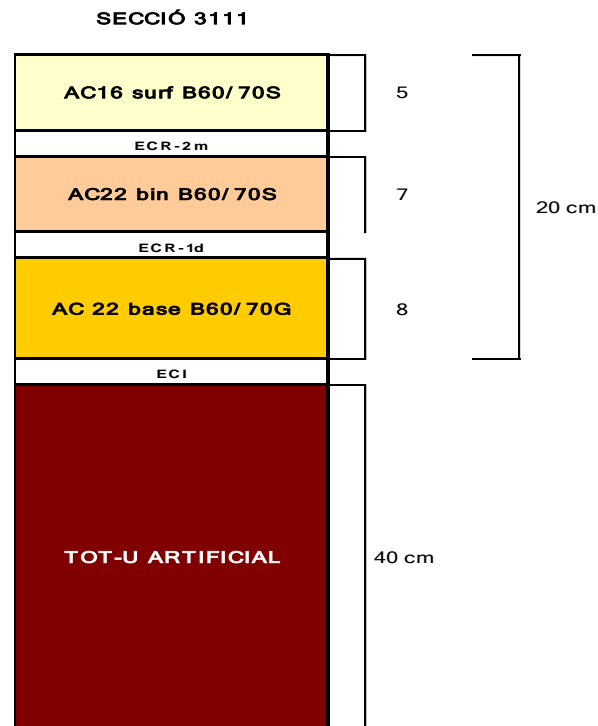 SECCIÓ 3111
AC16 surf B60/70S
5
ECR-2m
AC22 bin B60/70S
7
20 cm
ECR-1d
AC 22 base B60/70G
8
ECI
TOT-U ARTIFICIAL
40 cm